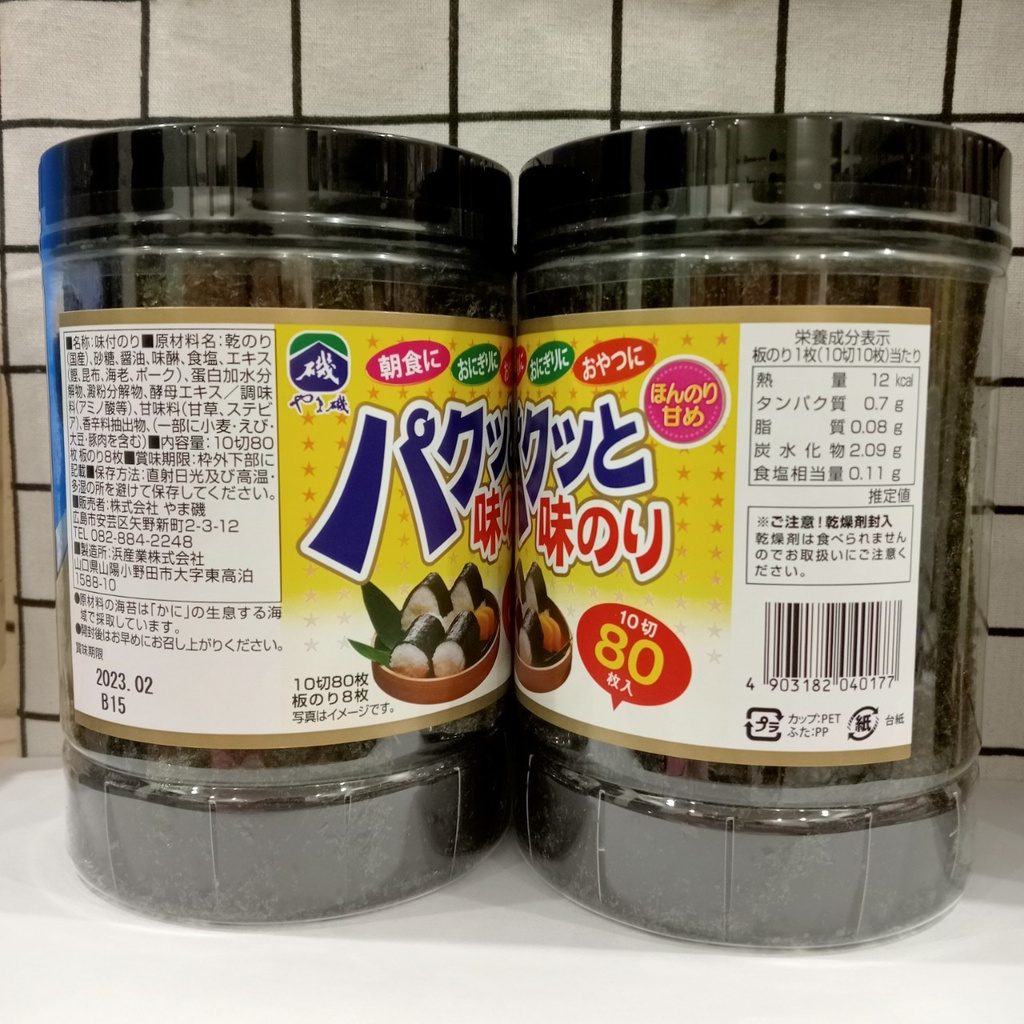 ■名称:味付のり■原材料名:乾のり
(国産)、砂糖、醤油、味醂、食塩、エキス
(鰹、昆布、海老、ポーク)、蛋白加水分
解物、澱粉分解物、酵母エキス/調味
料(アミノ酸等)、甘味料(甘草、ステビ
ア)、香辛料抽出物、(一部に小麦・えび・
大豆・豚肉を含む)■内容量:10切80
枚 板のり8枚■賞味期限:枠外下部に
記載■保存方法:直射日光及び高温・
多湿の所を避けて保存してください。
■販売者:株式会社 やま磯
広島市安芸区矢野新町2-3-12
TEL 082-884-2248
■製造所:浜産業株式会社
山口県山陽小野田市大字東高泊
1588-10
●原材料の海苔は「かに」の生息する海
域で採取しています。
●開封後はお早めにお召し上がりください。
賞味期限
2023.02
B15
磯
やま磯
朝食に
おにぎりに
パクッ
味の
10切80枚
板のり8枚
写真はイメージです。
に
おにぎりに
おやつに
ほんのり
甘め
クッと
味のり
10切
80
枚入
栄養成分表示
板のり1枚(10切10枚)当たり
熱 量 12 kcal
タンパク質 0.7 g
脂 質 0.08 g
炭水化物 2.09 g
食塩相当量 0.11 g
推定値
※ご注意!乾燥剤封入
乾燥剤は食べられません
のでお取扱いにご注意く
ださい。
4 903182 040177
プラ
カップ:PET
ふた:PP
紙
台紙